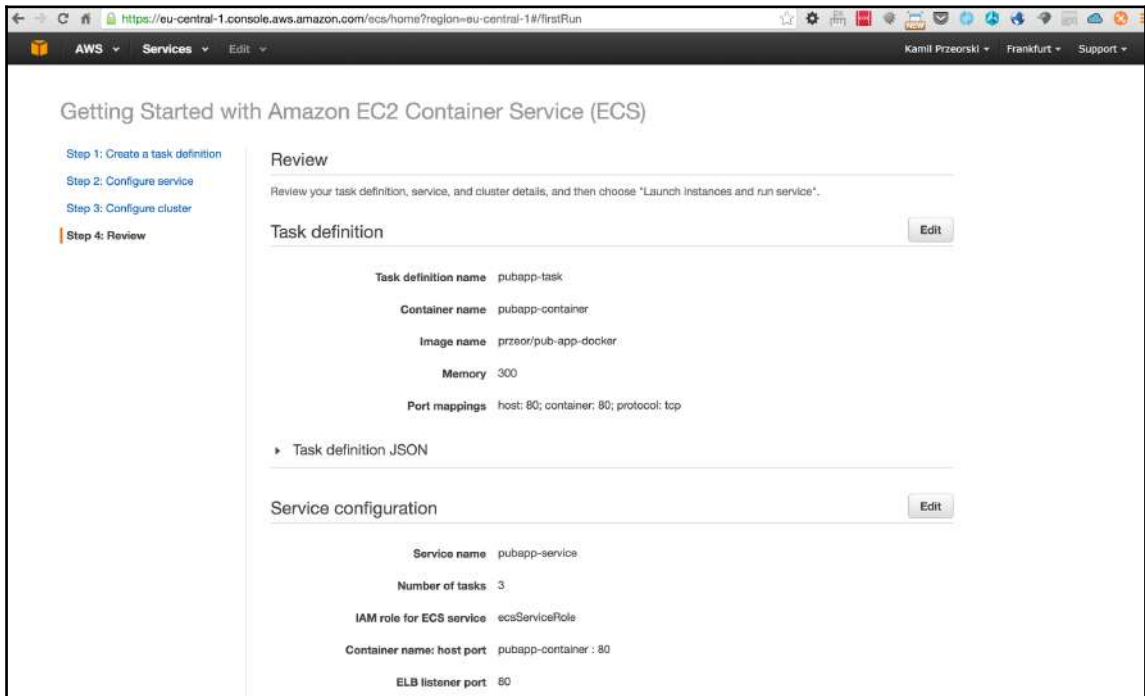 https://eu-central-1.console.aws.amazon.com/ecs/home?region=eu-central-1#/firstRun
AWS Services Edit Kamil Przeorski Frankfurt Support
Getting Started with Amazon EC2 Container Service (ECS)
Step 1: Create a task definition
Step 2: Configure service
Step 3: Configure cluster
Step 4: Review
Review
Review your task definition, service, and cluster details, and then choose "Launch instances and run service".
Task definition Edit
Task definition name pubapp-task
Container name pubapp-container
Image name przeor/pub-app-docker
Memory 300
Port mappings host: 80; container: 80; protocol: tcp
Task definition JSON
Service configuration Edit
Service name pubapp-service
Number of tasks 3
IAM role for ECS service ecsServiceRole
Container name: host port pubapp-container : 80
ELB listener port 80